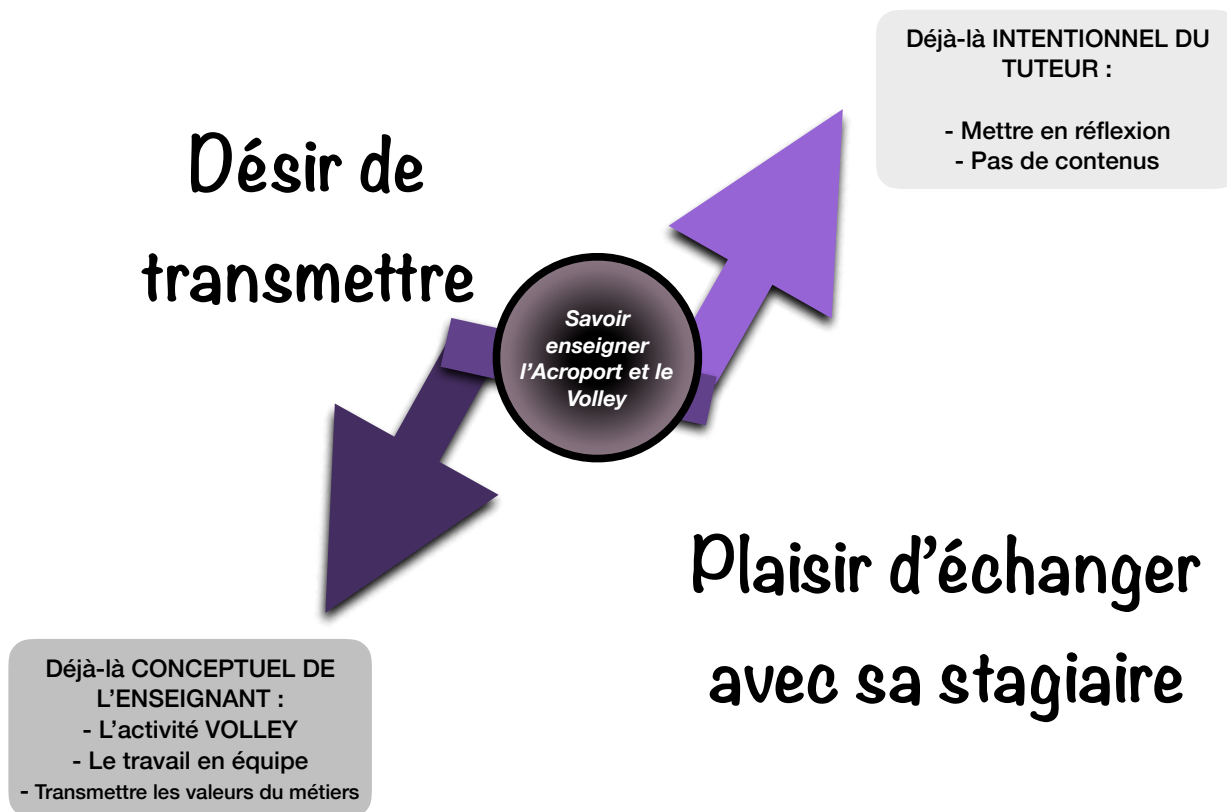 Déjà-là INTENTIONNEL DU
TUTEUR :
- Mettre en réflexion
- Pas de contenus
Désir de
transmettre
Savoir
enseigner
l’Acroport et le
Volley
Plaisir d’échanger
avec sa stagiaire
Déjà-là CONCEPTUEL DE
L’ENSEIGNANT :
- L’activité VOLLEY
- Le travail en équipe
- Transmettre les valeurs du métiers